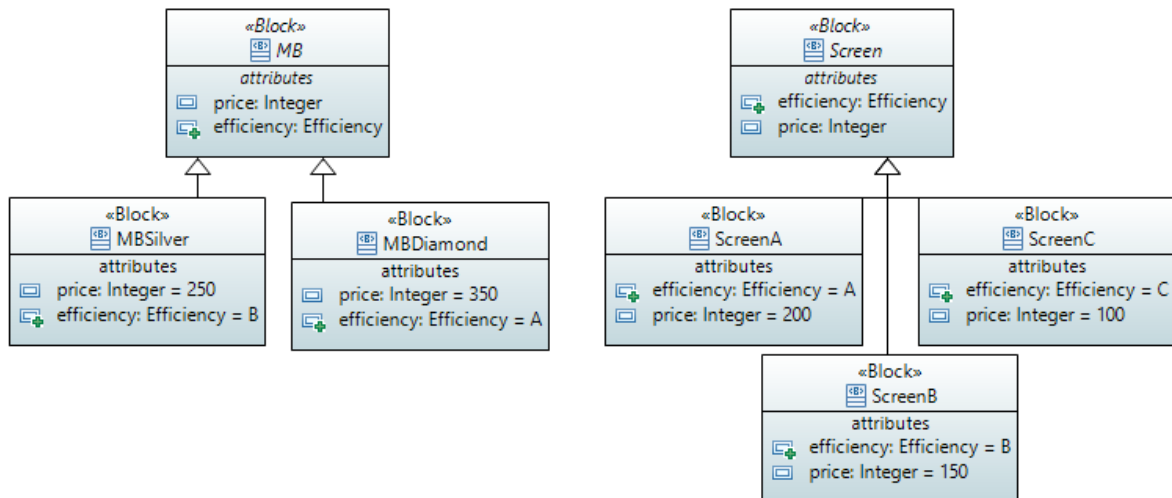 «Block»
MB
attributes
price: Integer
efficiency: Efficiency
«Block»
Screen
attributes
efficiency: Efficiency
price: Integer
«Block»
MBSilver
attributes
price: Integer = 250
efficiency: Efficiency = B
«Block»
MBDiamond
attributes
price: Integer = 350
efficiency: Efficiency = A
«Block»
ScreenA
attributes
efficiency: Efficiency = A
price: Integer = 200
«Block»
ScreenC
attributes
efficiency: Efficiency = C
price: Integer = 100
«Block»
ScreenB
attributes
efficiency: Efficiency = B
price: Integer = 150